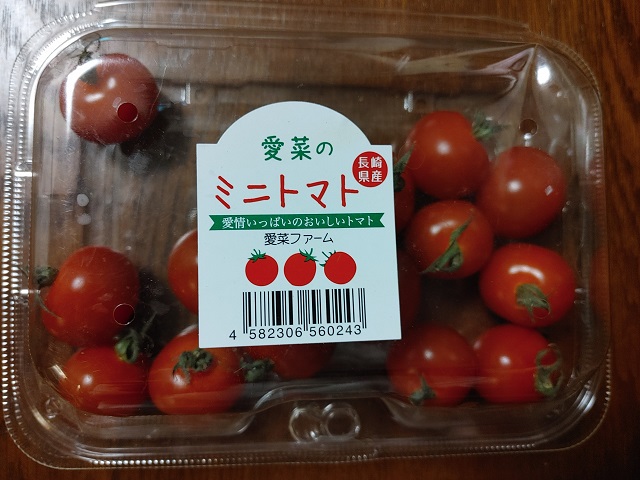 愛菜の
長崎
県産
ミニトマト
愛情いっぱいのおいしいトマト
愛菜ファーム
4 582306 560243